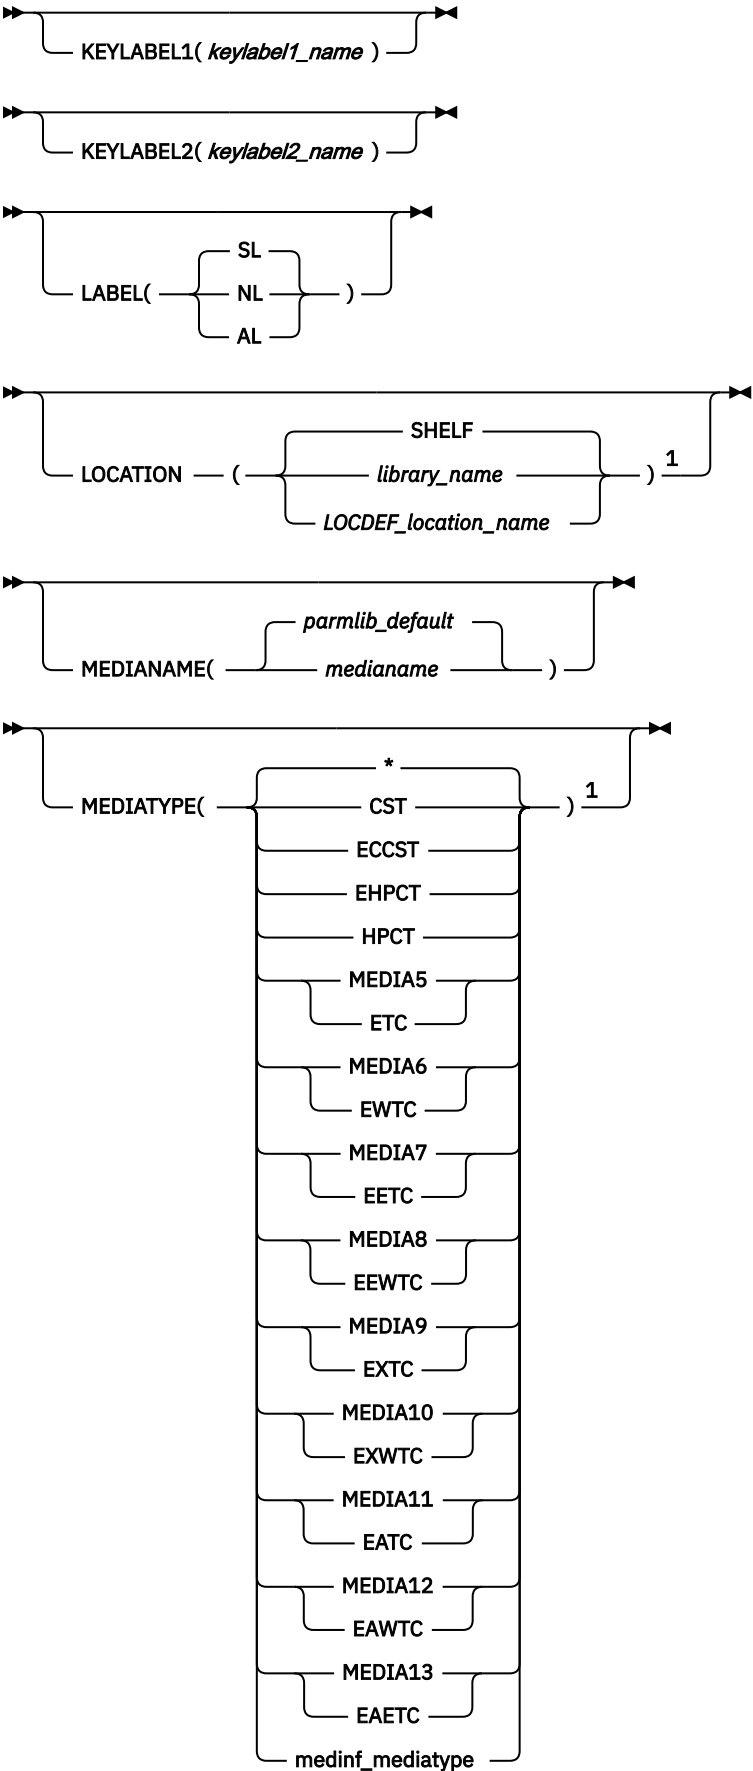 KEYLABEL1( keylabel1_name )
KEYLABEL2( keylabel2_name )
SL
LABEL( NL )
AL
SHELF
LOCATION ( library_name ) 1
LOCDEF_location_name
parmlib_default
MEDIANAME( medianame )
*
MEDIATYPE( CST ) 1
ECCST
EHPCT
HPCT
MEDIA5
ETC
MEDIA6
EWTC
MEDIA7
EETC
MEDIA8
EEWTC
MEDIA9
EXTC
MEDIA10
EXWTC
MEDIA11
EATC
MEDIA12
EAWTC
MEDIA13
EAETC
medinf_mediatype